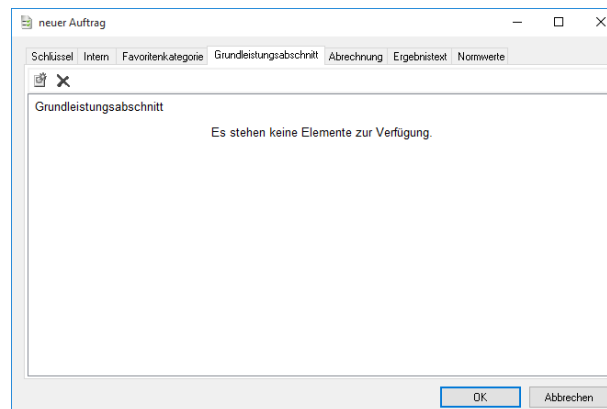 neuer Auftrag
Schlüssel Intern Favoritenkategorie Grundleistungsabschnitt Abrechnung Ergebnistext Normwerte
Grundleistungsabschnitt
Es stehen keine Elemente zur Verfügung.
OK Abbrechen